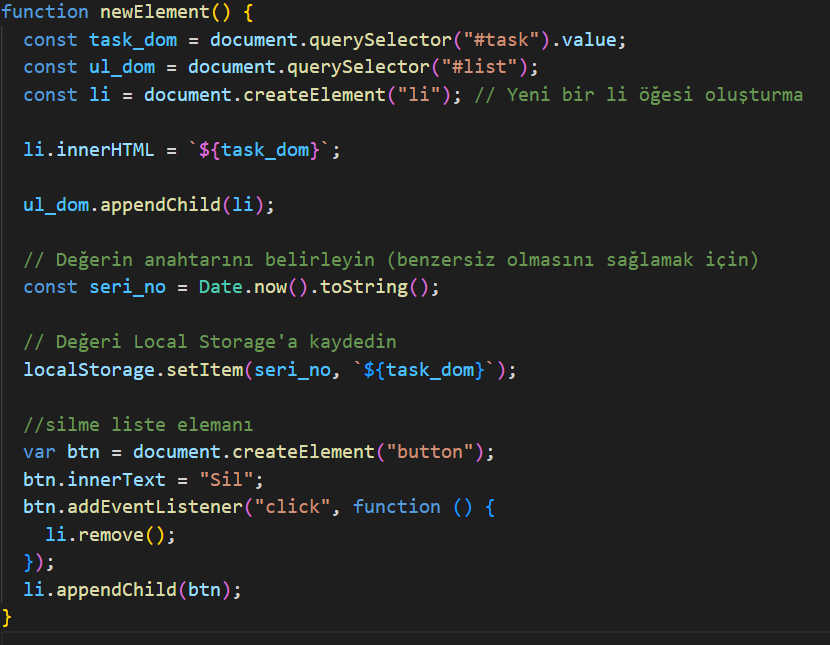 function newElement() {
const task_dom = document.querySelector("#task").value;
const ul_dom = document.querySelector("#list");
const li = document.createElement("li"); // Yeni bir li öğesi oluşturma
li.innerHTML = `${task_dom}`;
ul_dom.appendChild(li);
// Değerin anahtarını belirleyin (benzersiz olmasını sağlamak için)
const seri_no = Date.now().toString();
// Değeri Local Storage'a kaydedin
localStorage.setItem(seri_no, `${task_dom}`);
//silme liste elemanı
var btn = document.createElement("button");
btn.innerText = "Sil";
btn.addEventListener("click", function () {
li.remove();
});
li.appendChild(btn);
}